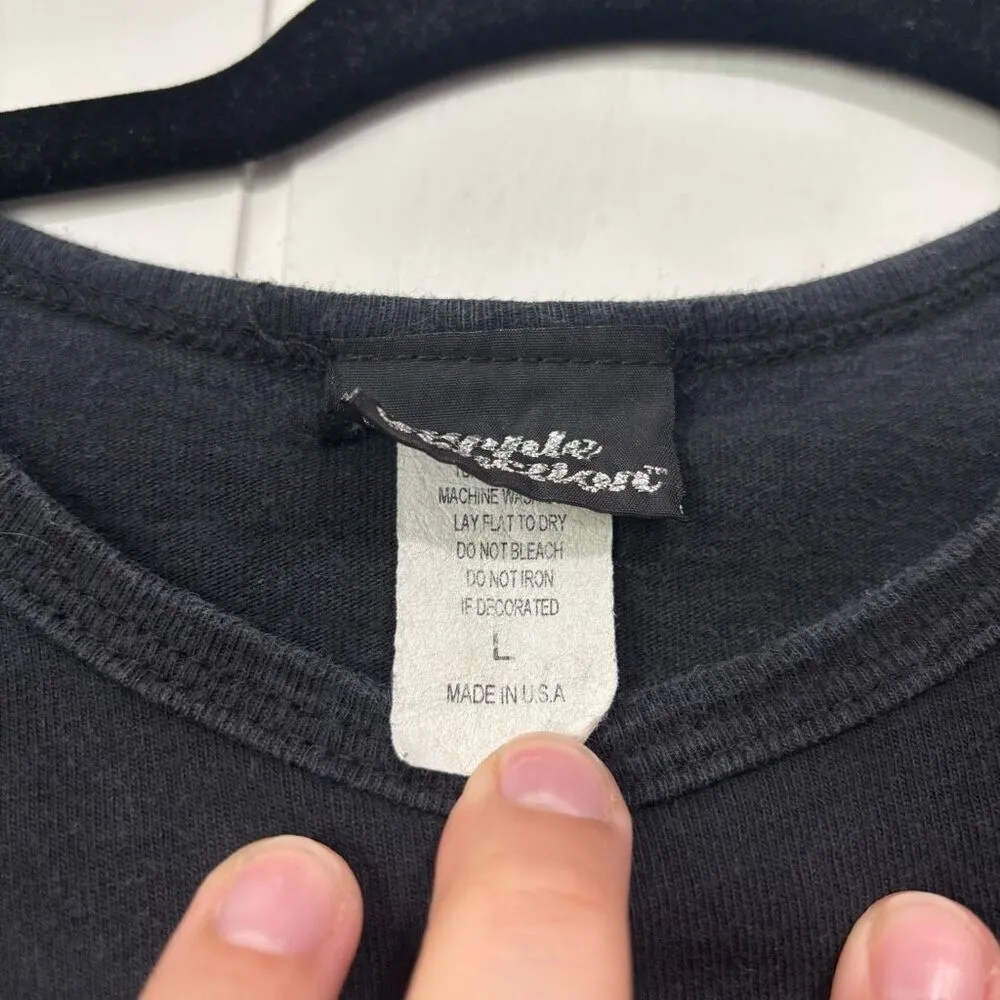 MACHINE
LAY FLAT TO DRY
DO NOT BLEACH
DO NOT IRON
IF DECORATED
L
MADE IN U.S.A